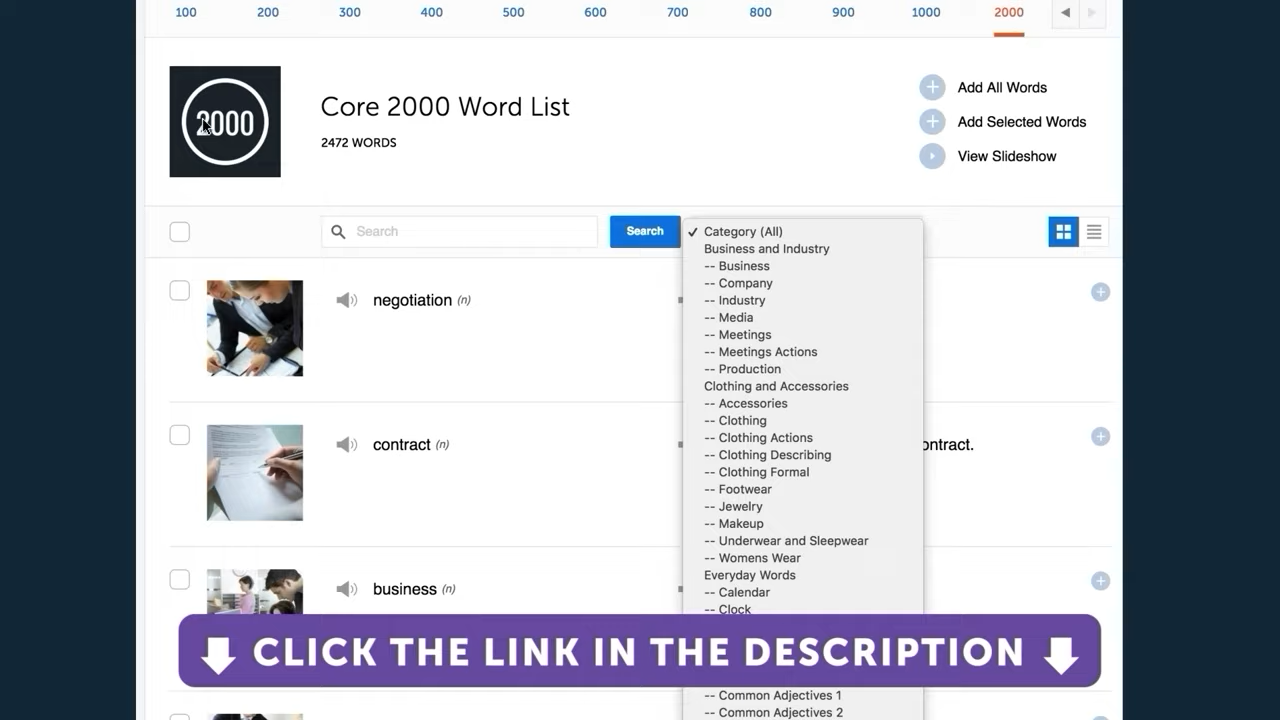 100 200 300 400 500 600 700 800 900 1000 2000
2000
Core 2000 Word List
2472 WORDS
Add All Words
Add Selected Words
View Slideshow
Search
Search
Category (All)
Business and Industry
-- Business
-- Company
-- Industry
-- Media
-- Meetings
-- Meetings Actions
-- Production
Clothing and Accessories
-- Accessories
-- Clothing
-- Clothing Actions
-- Clothing Describing
-- Clothing Formal
-- Footwear
-- Jewelry
-- Makeup
-- Underwear and Sleepwear
-- Womens Wear
Everyday Words
-- Calendar
-- Clock
-- Common Adjectives 1
-- Common Adjectives 2
negotiation (n)
contract (n)
ontract.
business (n)
CLICK THE LINK IN THE DESCRIPTION